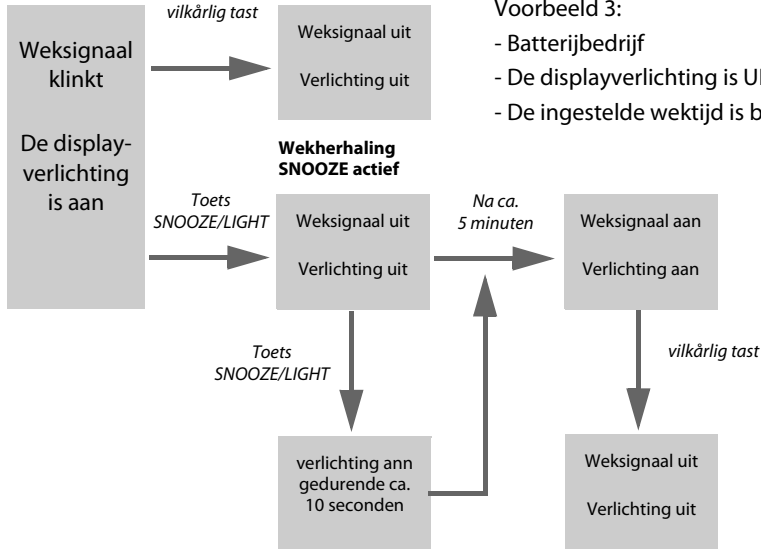 vilkårlig tast
Weksignaal
klinkt
De display-
verlichting
is aan
Weksignaal uit
Verlichting uit
Voorbeeld 3:
- Batterijbedrijf
- De displayverlichting is
- De ingestelde wektijd is
Wekherhaling
SNOOZE actief
Toets
SNOOZE/LIGHT
Weksignaal uit
Verlichting uit
Na ca.
5 minuten
Weksignaal aan
Verlichting aan
Toets
SNOOZE/LIGHT
vilkårlig tast
verlichting ann
gedurende ca.
10 seconden
Weksignaal uit
Verlichting uit